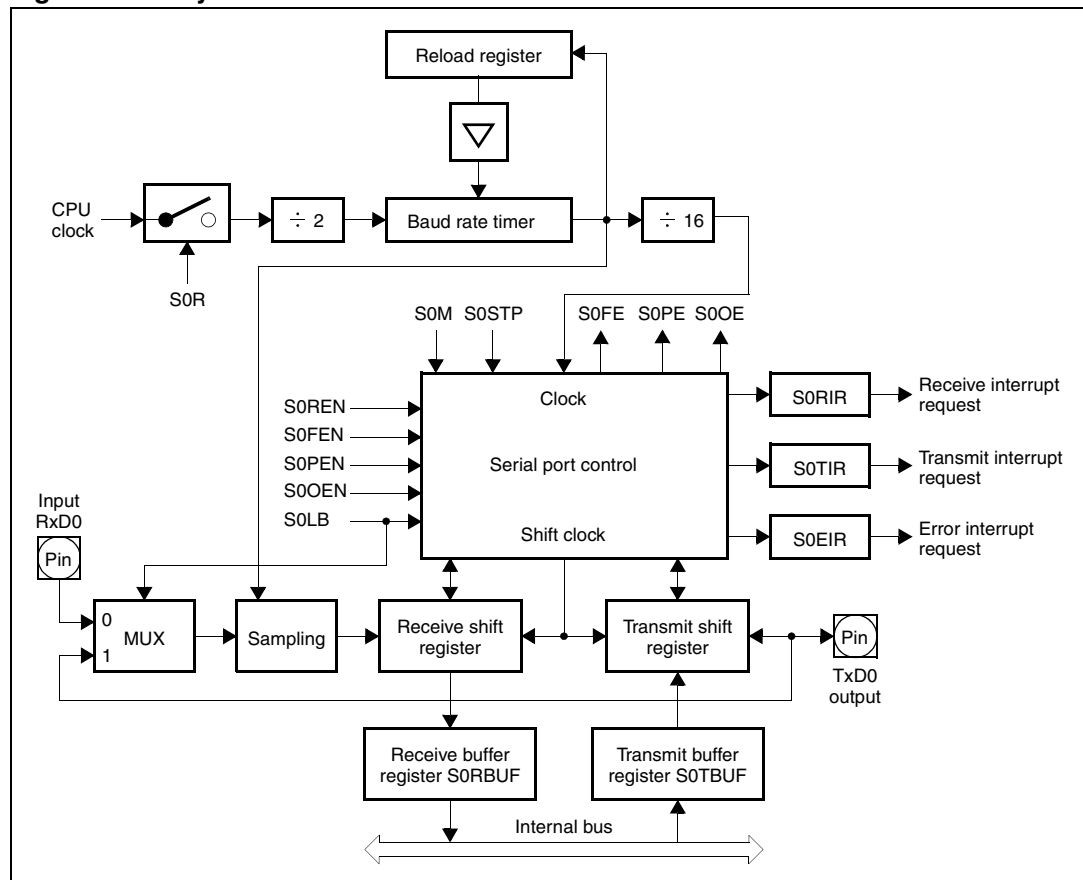 Reload register
CPU
clock
÷ 2
Baud rate timer
÷ 16
S0R
S0M S0STP S0FE S0PE S0OE
Clock
Serial port control
Shift clock
S0REN
S0FEN
S0PEN
S0OEN
S0LB
S0RIR
Receive interrupt
request
S0TIR
Transmit interrupt
request
S0EIR
Error interrupt
request
Input
RxD0
Pin
0
MUX
1
Sampling
Receive shift
register
Transmit shift
register
Pin
TxD0
output
Receive buffer
register S0RBUF
Transmit buffer
register S0TBUF
Internal bus